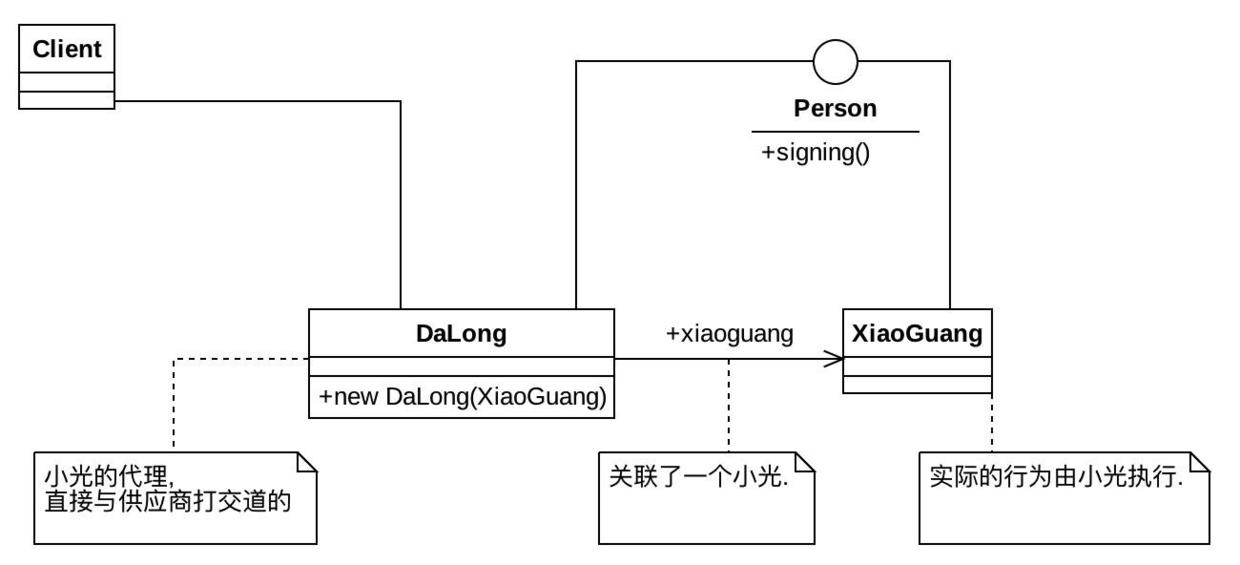 Client
Person
+signing()
DaLong
+new DaLong(XiaoGuang)
+xiaoguang
XiaoGuang
小光的代理,
直接与供应商打交道的
关联了一个小光.
实际的行为由小光执行.